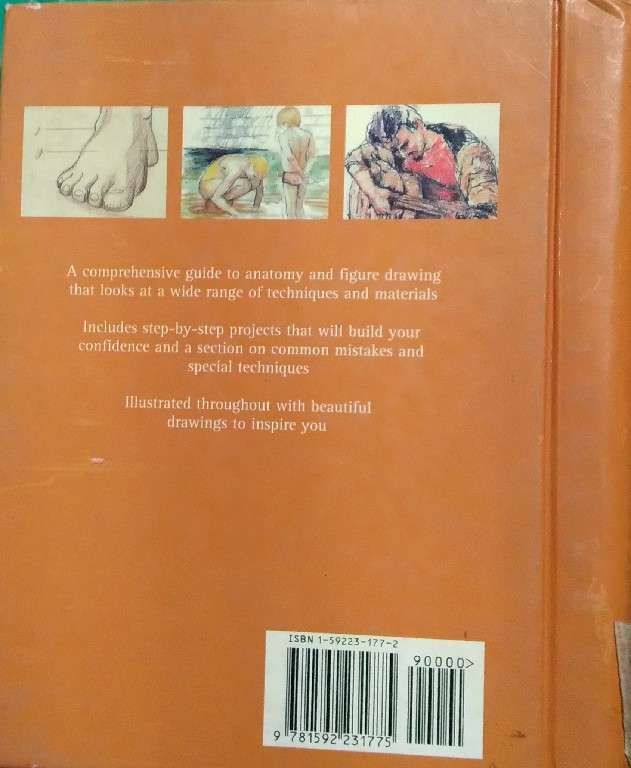 A comprehensive guide to anatomy and figure drawing
that looks at a wide range of techniques and materials
Includes step-by-step projects that will build your
confidence and a section on common mistakes and
special techniques
Illustrated throughout with beautiful
drawings to inspire you
ISBN 1-59223-177-2
90000>
9 781592 231775